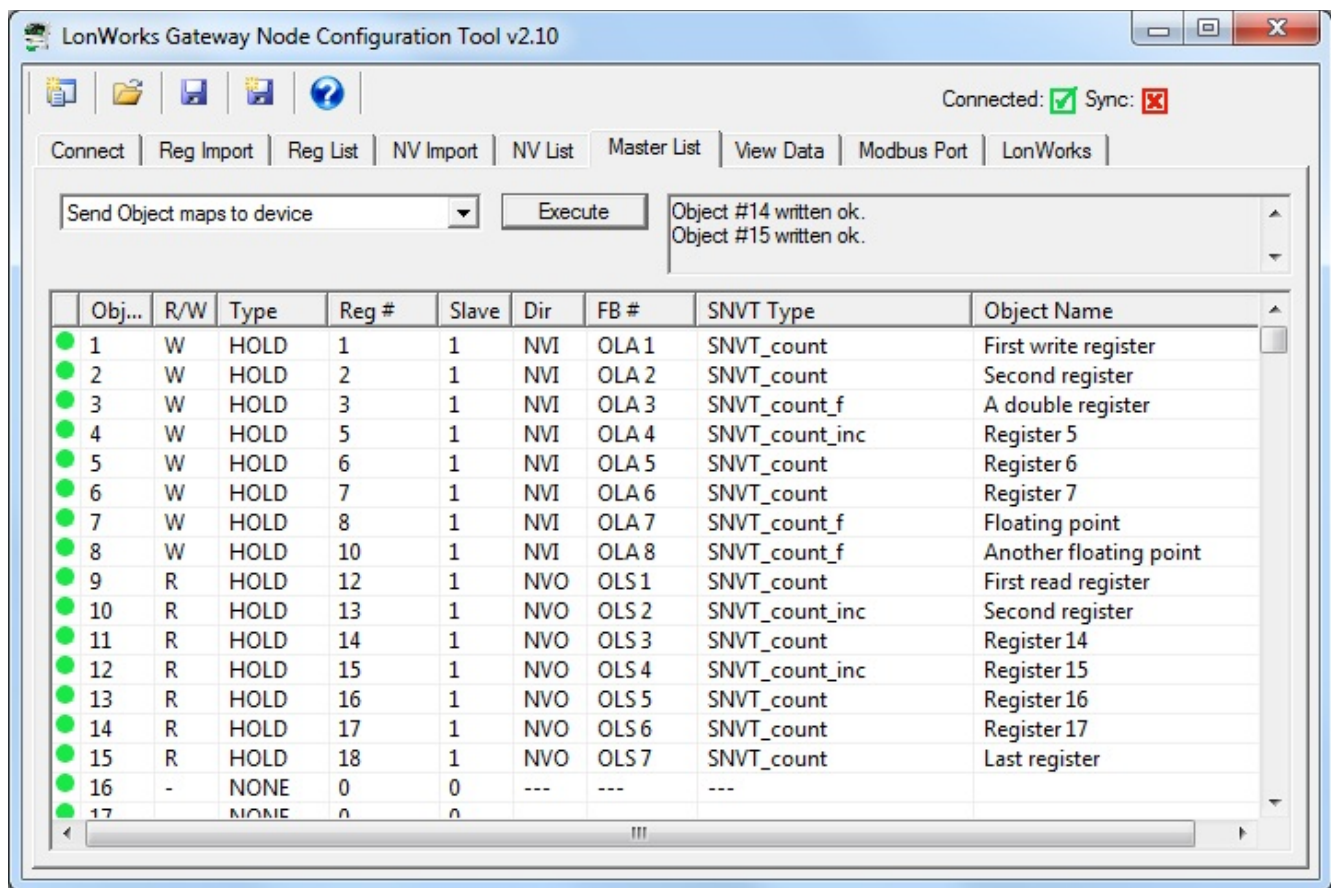 LonWorks Gateway Node Configuration Tool v2.10
Connected: Sync:
Connect Reg Import Reg List NV Import NV List Master List View Data Modbus Port LonWorks
Send Object maps to device Execute Object #14 written ok.
Object #15 written ok.
Obj... R/W Type Reg # Slave Dir FB # SNVT Type Object Name
1 W HOLD 1 1 NVI OLA 1 SNVT_count First write register
2 W HOLD 2 1 NVI OLA 2 SNVT_count Second register
3 W HOLD 3 1 NVI OLA 3 SNVT_count_f A double register
4 W HOLD 5 1 NVI OLA 4 SNVT_count_inc Register 5
5 W HOLD 6 1 NVI OLA 5 SNVT_count Register 6
6 W HOLD 7 1 NVI OLA 6 SNVT_count Register 7
7 W HOLD 8 1 NVI OLA 7 SNVT_count_f Floating point
8 W HOLD 10 1 NVI OLA 8 SNVT_count_f Another floating point
9 R HOLD 12 1 NVO OLS 1 SNVT_count First read register
10 R HOLD 13 1 NVO OLS 2 SNVT_count_inc Second register
11 R HOLD 14 1 NVO OLS 3 SNVT_count Register 14
12 R HOLD 15 1 NVO OLS 4 SNVT_count_inc Register 15
13 R HOLD 16 1 NVO OLS 5 SNVT_count Register 16
14 R HOLD 17 1 NVO OLS 6 SNVT_count Register 17
15 R HOLD 18 1 NVO OLS 7 SNVT_count Last register
16 - NONE 0 0 --- --- ---
17 NONE 0 0